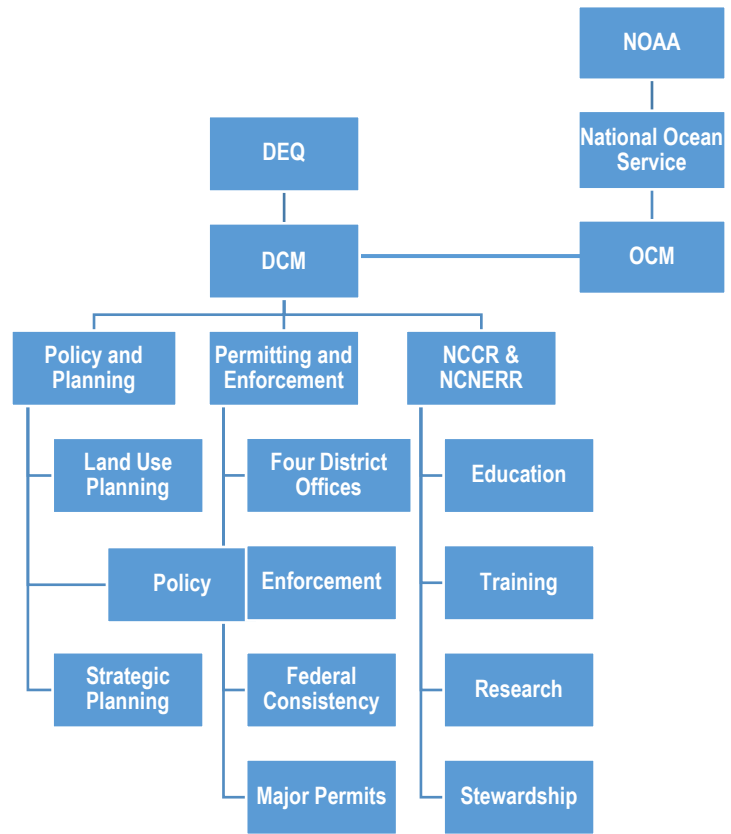 NOAA
National Ocean
Service
DEQ
DCM
OCM
Policy and
Planning
Permitting and
Enforcement
NCCR &
NCNERR
Land Use
Planning
Four District
Offices
Education
Policy
Enforcement
Training
Strategic
Planning
Federal
Consistency
Research
Major Permits
Stewardship